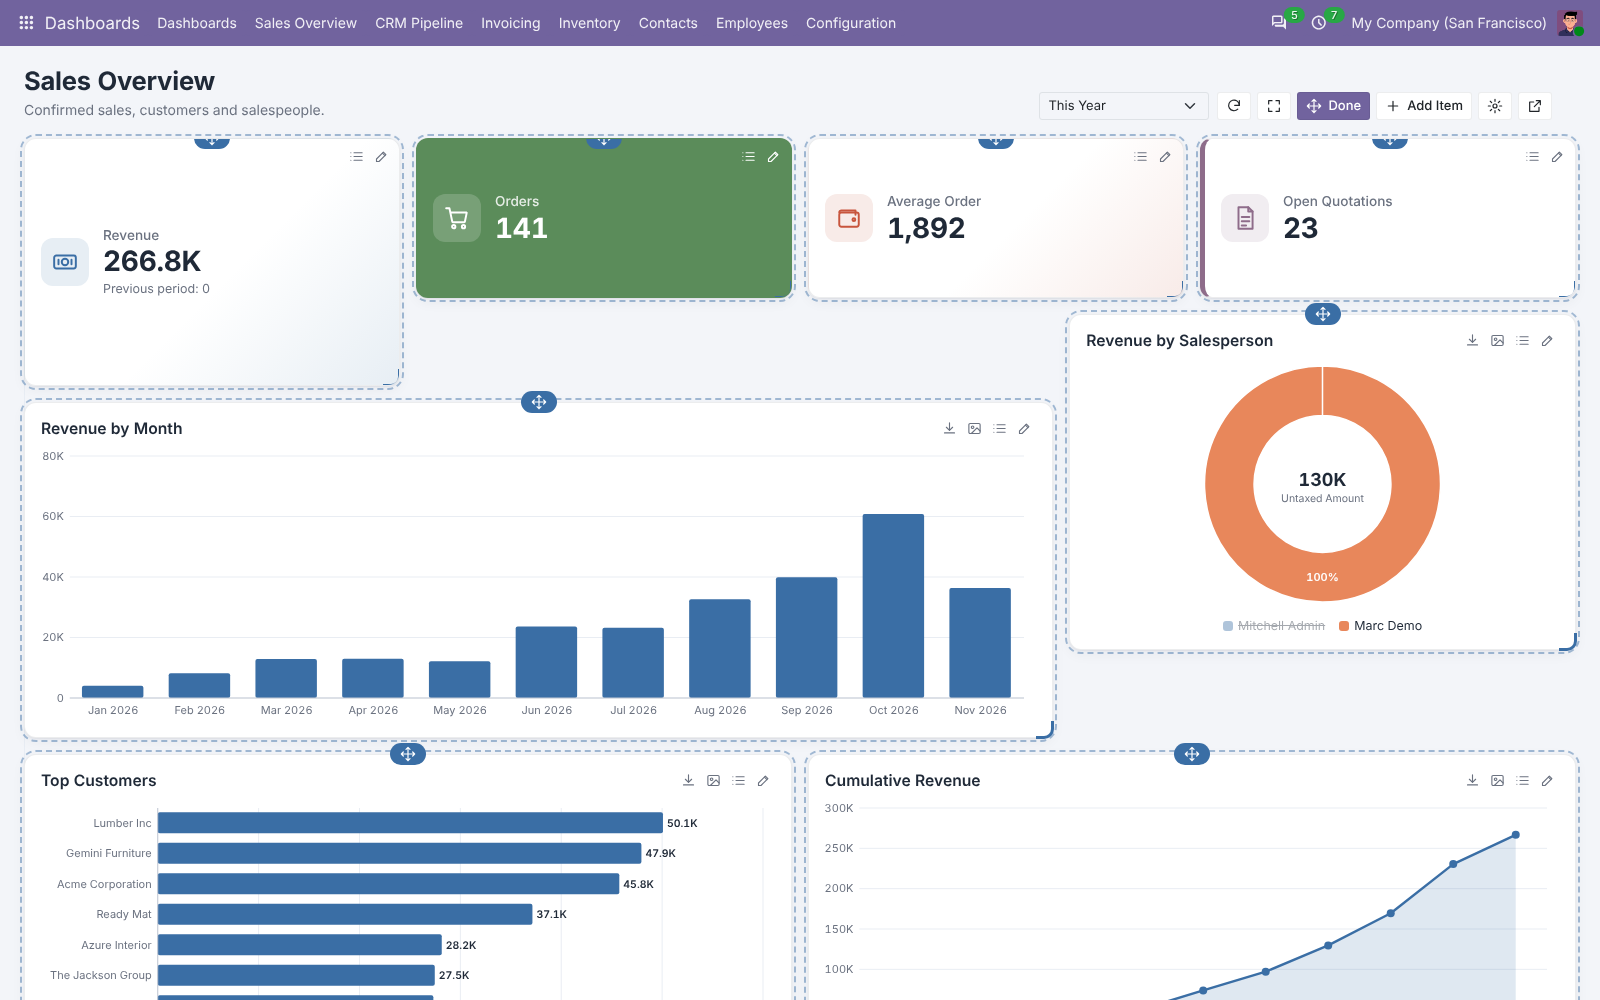 Dashboards Dashboards Sales Overview CRM Pipeline Invoicing Inventory Contacts Employees Configuration 5 7 My Company (San Francisco)
Sales Overview
Confirmed sales, customers and salespeople.
This Year Done Add Item
Revenue
266.8K
Previous period: 0
Orders
141
Average Order
1,892
Open Quotations
23
Revenue by Month
80K
60K
40K
20K
0
Jan 2026 Feb 2026 Mar 2026 Apr 2026 May 2026 Jun 2026 Jul 2026 Aug 2026 Sep 2026 Oct 2026 Nov 2026
Revenue by Salesperson
130K
Untaxed Amount
100%
Mitchell Admin Marc Demo
Top Customers
Lumber Inc 50.1K
Gemini Furniture 47.9K
Acme Corporation 45.8K
Ready Mat 37.1K
Azure Interior 28.2K
The Jackson Group 27.5K
Cumulative Revenue
300K
250K
200K
150K
100K